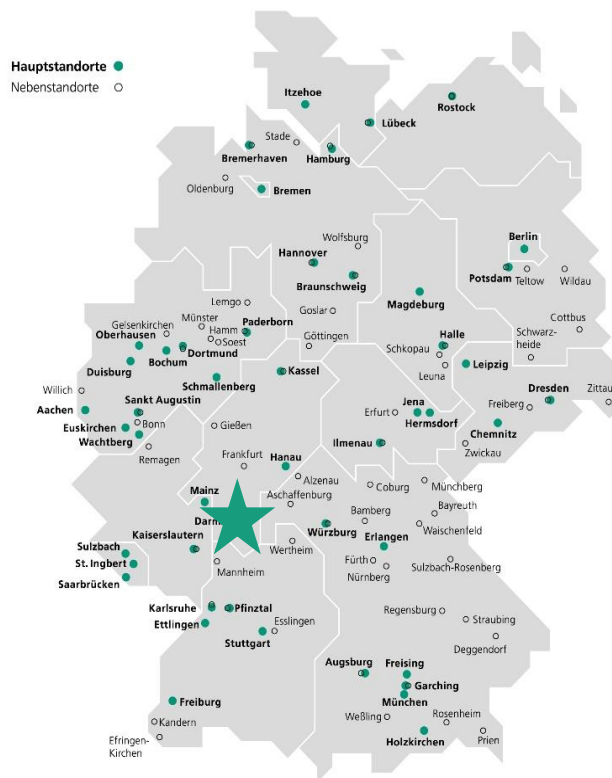 Hauptstandorte
Nebenstandorte
Itzehoe
Rostock
Lübeck
Stade
Bremerhaven
Hamburg
Oldenburg
Bremen
Wolfsburg
Hannover
Berlin
Braunschweig
Potsdam
Teltow
Wildau
Magdeburg
Lemgo
Goslar
Münster
Paderborn
Gelsenkirchen
Hamm
Cottbus
Oberhausen
Soest
Göttingen
Halle
Schwarz-
heide
Bochum
Dortmund
Schkopau
Duisburg
Leuna
Leipzig
Kassel
Schmallenberg
Willich
Dresden
Zittau
Aachen
Sankt Augustin
Jena
Erfurt
Freiberg
Euskirchen
Bonn
Gießen
Hermsdorf
Chemnitz
Wachtberg
Ilmenau
Zwickau
Remagen
Frankfurt
Hanau
Alzenau
Coburg
Münchberg
Mainz
Aschaffenburg
Bamberg
Bayreuth
Darm
Würzburg
Waischenfeld
Kaiserslautern
Wertheim
Erlangen
Sulzbach
Fürth
St. Ingbert
Mannheim
Nürnberg
Sulzbach-Rosenberg
Saarbrücken
Karlsruhe
Pfinztal
Regensburg
Ettlingen
Esslingen
Straubing
Stuttgart
Deggendorf
Augsburg
Freising
Garching
Freiburg
München
Kandern
Weßling
Rosenheim
Efringen-
Kirchen
Holzkirchen
Prien